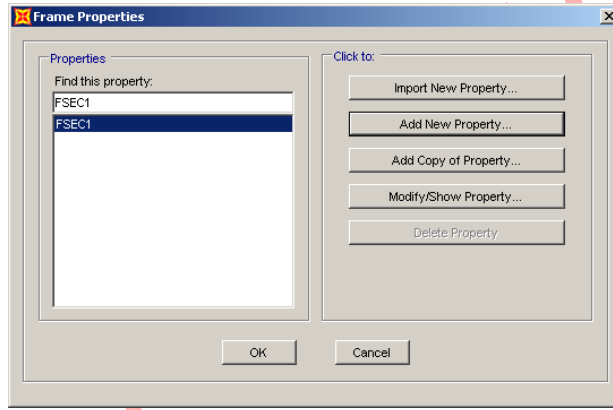 Frame Properties
Properties
Find this property:
FSEC1
FSEC1
Click to:
Import New Property...
Add New Property...
Add Copy of Property...
Modify/Show Property...
Delete Property
OK
Cancel